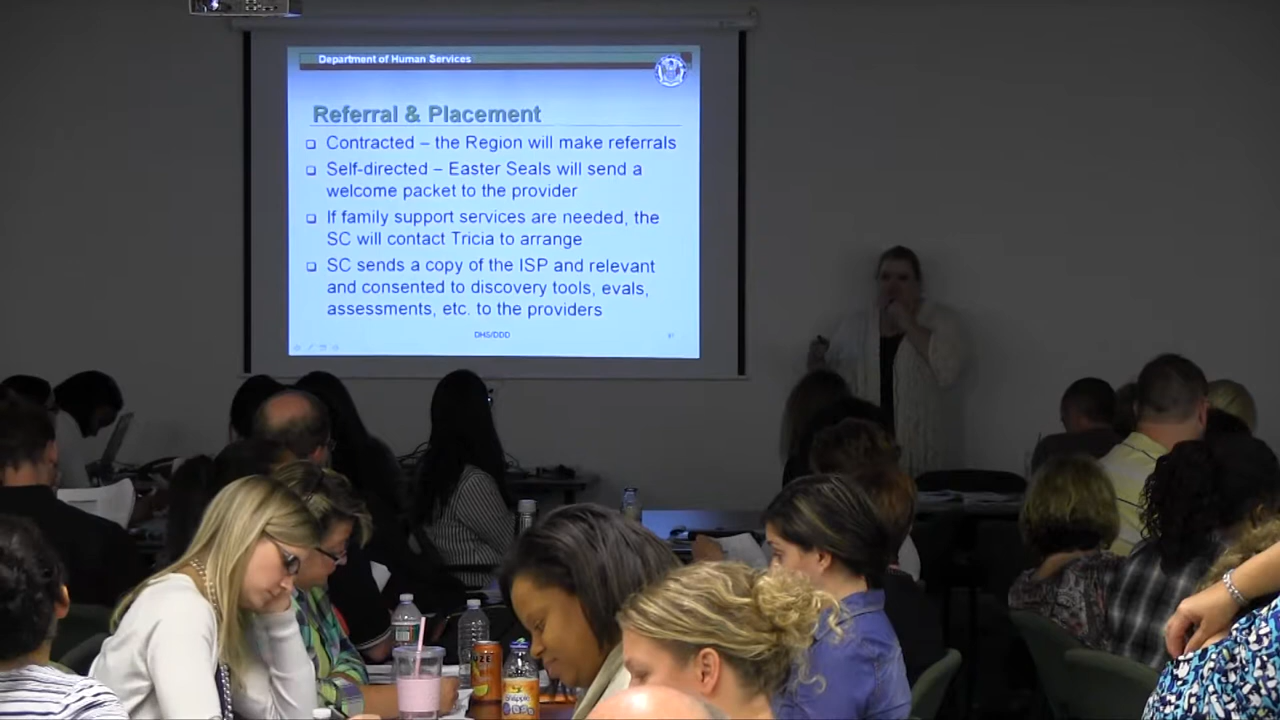 Department of Human Services
Referral & Placement
Contracted – the Region will make referrals
Self-directed – Easter Seals will send a
welcome packet to the provider
If family support services are needed, the
SC will contact Tricia to arrange
SC sends a copy of the ISP and relevant
and consented to discovery tools, evals,
assessments, etc. to the providers
DHS/DDD
Snapple